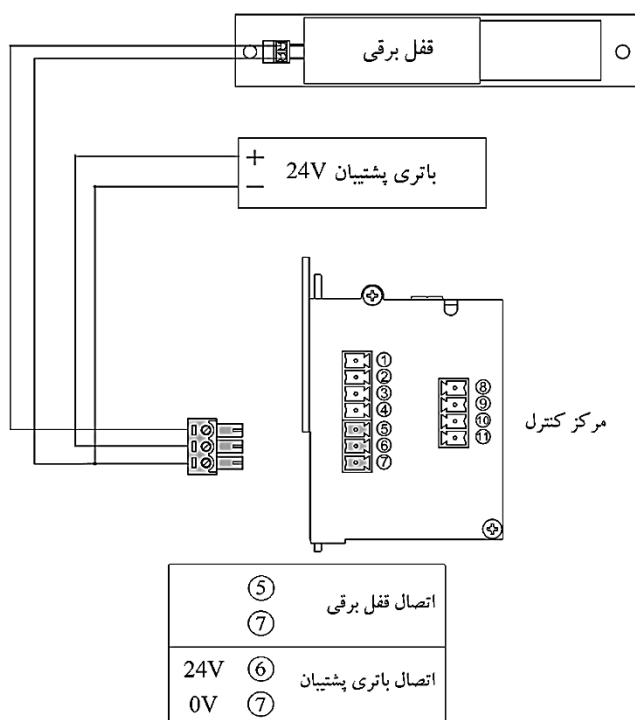 قفل برقی
+
باتری پشتیبان 24V
−
①
②
③
④
⑤
⑥
⑦
⑧
⑨
⑩
⑪
مرکز کنترل
اتصال قفل برقی ⑤
⑦
اتصال باتری پشتیبان ⑥ 24V
⑦ 0V